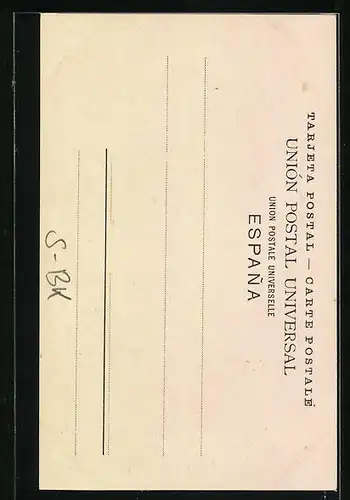 TARJETA POSTAL — CARTE POSTALE
UNIÓN POSTAL UNIVERSAL
UNION POSTALE UNIVERSELLE
ESPAÑA
S-BK